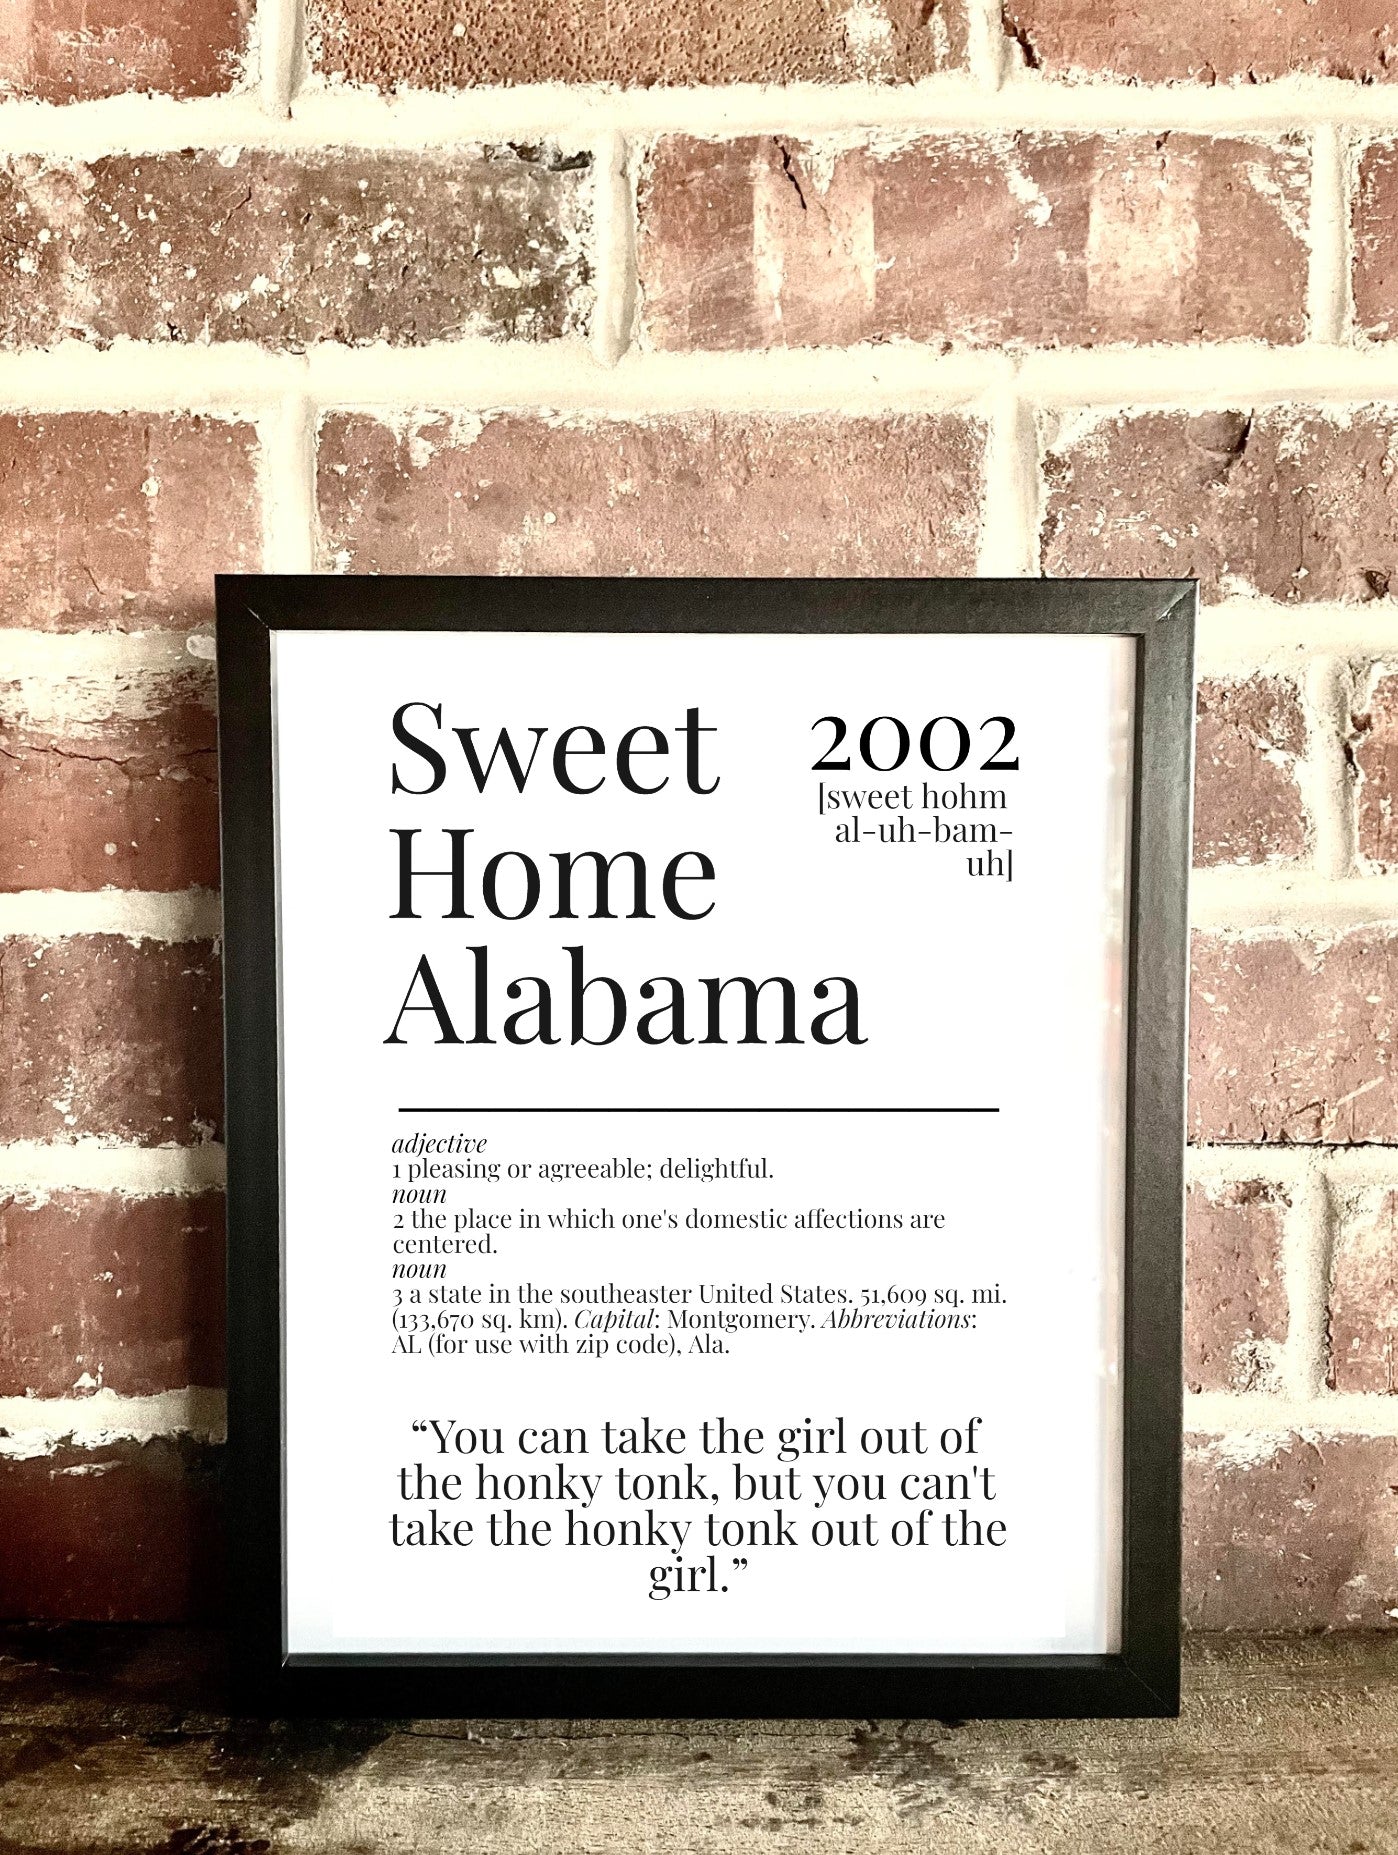 Sweet
Home
Alabama
2002
[sweet hohm
al-uh-bam-
uh]
adjective
1 pleasing or agreeable; delightful.
noun
2 the place in which one's domestic affections are
centered.
noun
3 a state in the southeaster United States. 51,609 sq. mi.
(133,670 sq. km). Capital: Montgomery. Abbreviations:
AL (for use with zip code), Ala.
“You can take the girl out of
the honky tonk, but you can't
take the honky tonk out of the
girl.”